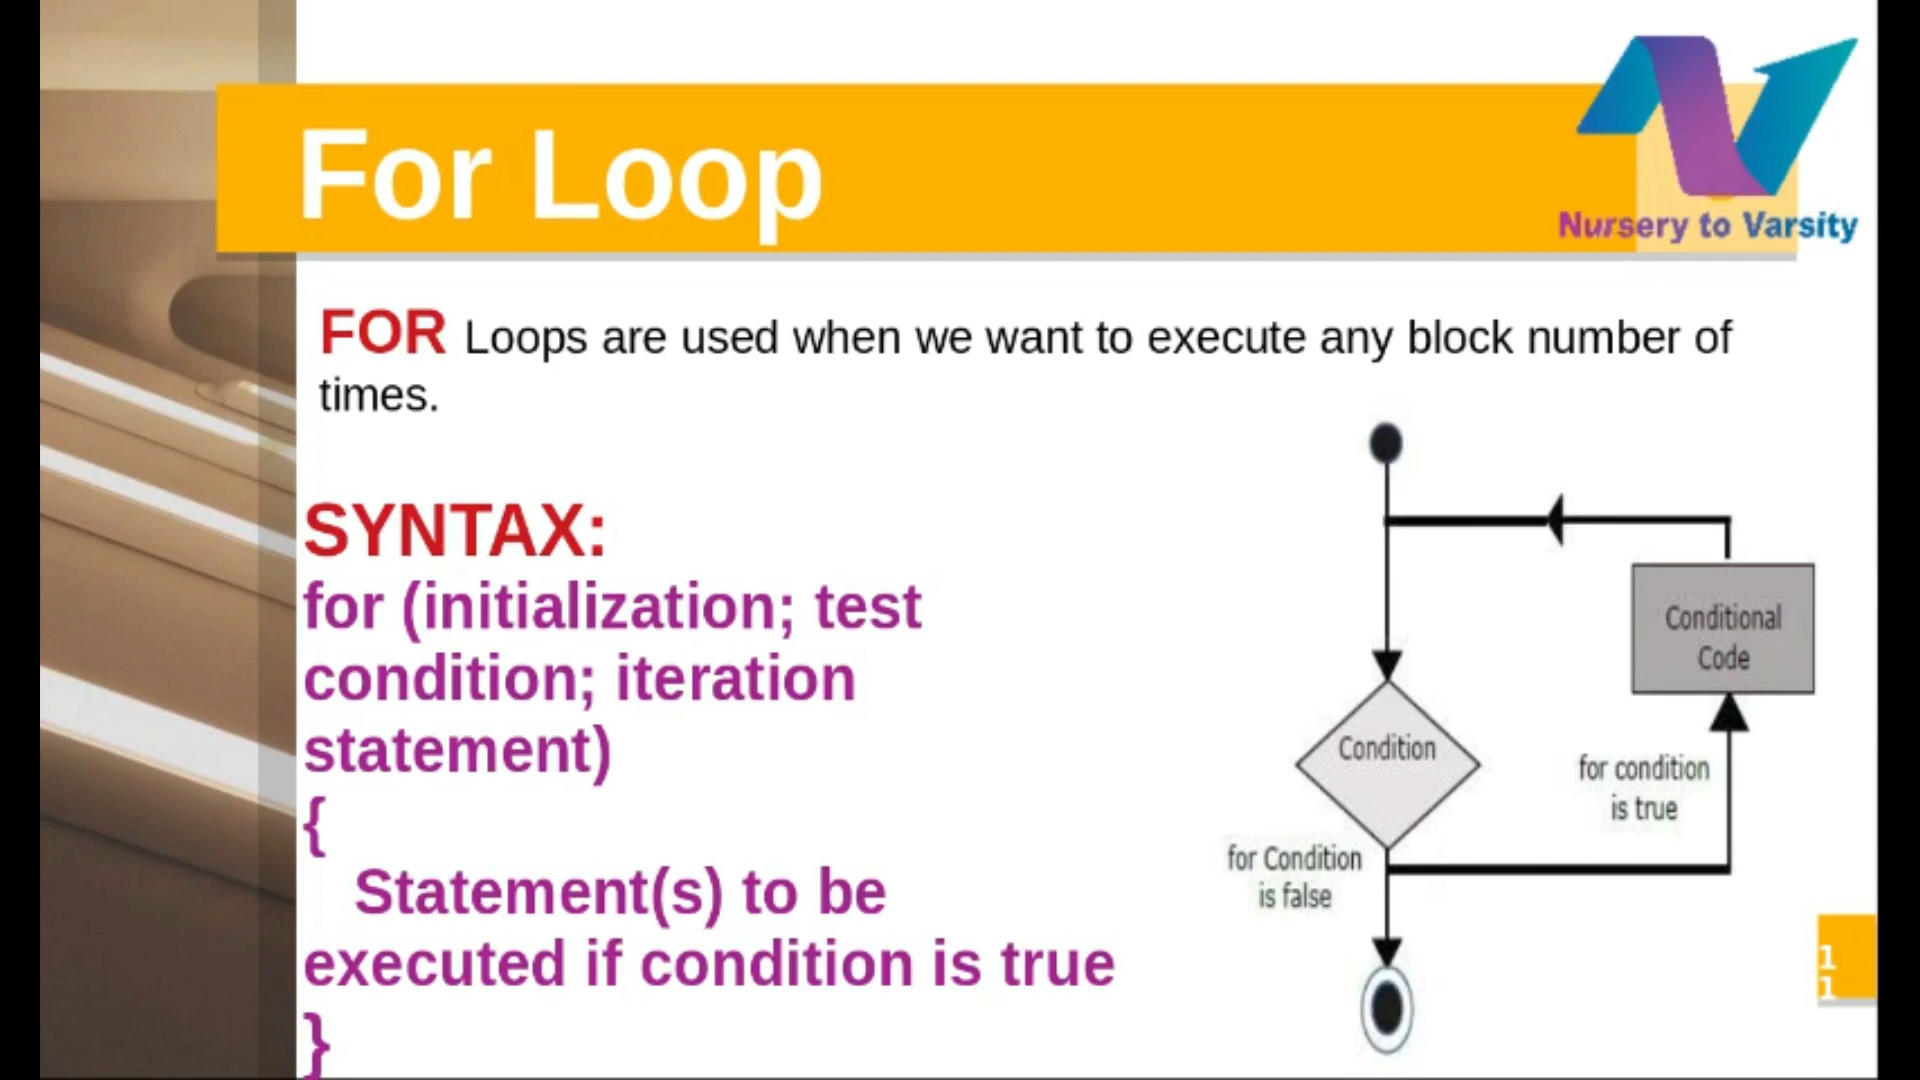 For Loop
Nursery to Varsity
FOR Loops are used when we want to execute any block number of
times.
SYNTAX:
for (initialization; test
condition; iteration
statement)
{
Statement(s) to be
executed if condition is true
}
Conditional
Code
Condition
for condition
is true
for Condition
is false
1
1